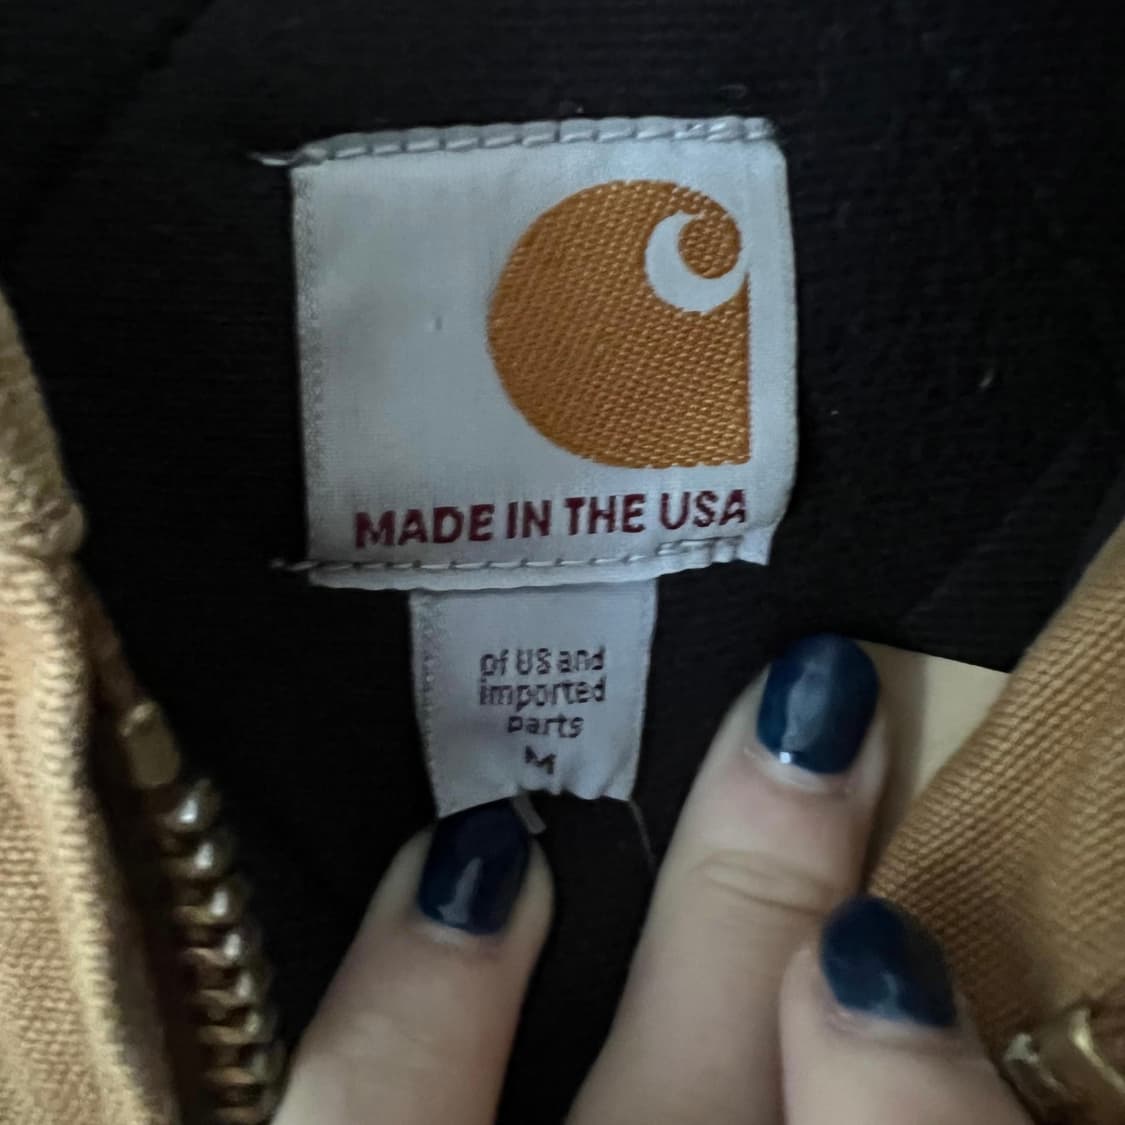 MADE IN THE USA
of US and
imported
parts
M